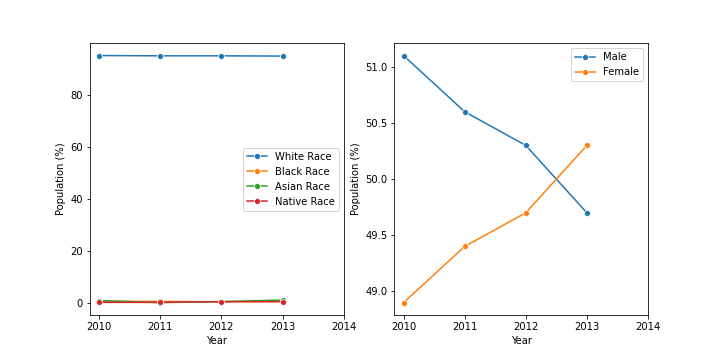 80
60
40
20
0
Population (%)
2010 2011 2012 2013 2014
Year
White Race
Black Race
Asian Race
Native Race
51.0
50.5
50.0
49.5
49.0
Population (%)
2010 2011 2012 2013 2014
Year
Male
Female